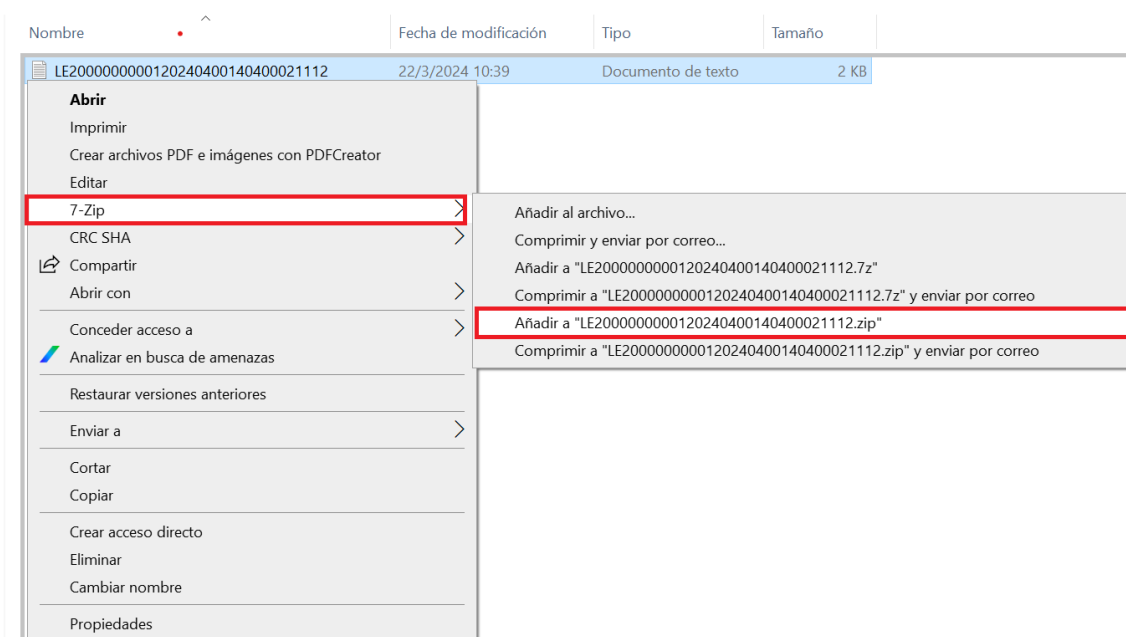 Nombre Fecha de modificación Tipo Tamaño
LE2000000000120240400140400021112 22/3/2024 10:39 Documento de texto 2 KB
Abrir
Imprimir
Crear archivos PDF e imágenes con PDFCreator
Editar
7-Zip
CRC SHA
Compartir
Abrir con
Conceder acceso a
Analizar en busca de amenazas
Restaurar versiones anteriores
Enviar a
Cortar
Copiar
Crear acceso directo
Eliminar
Cambiar nombre
Propiedades
Añadir al archivo...
Comprimir y enviar por correo...
Añadir a "LE2000000000120240400140400021112.7z"
Comprimir a "LE2000000000120240400140400021112.7z" y enviar por correo
Añadir a "LE2000000000120240400140400021112.zip"
Comprimir a "LE2000000000120240400140400021112.zip" y enviar por correo